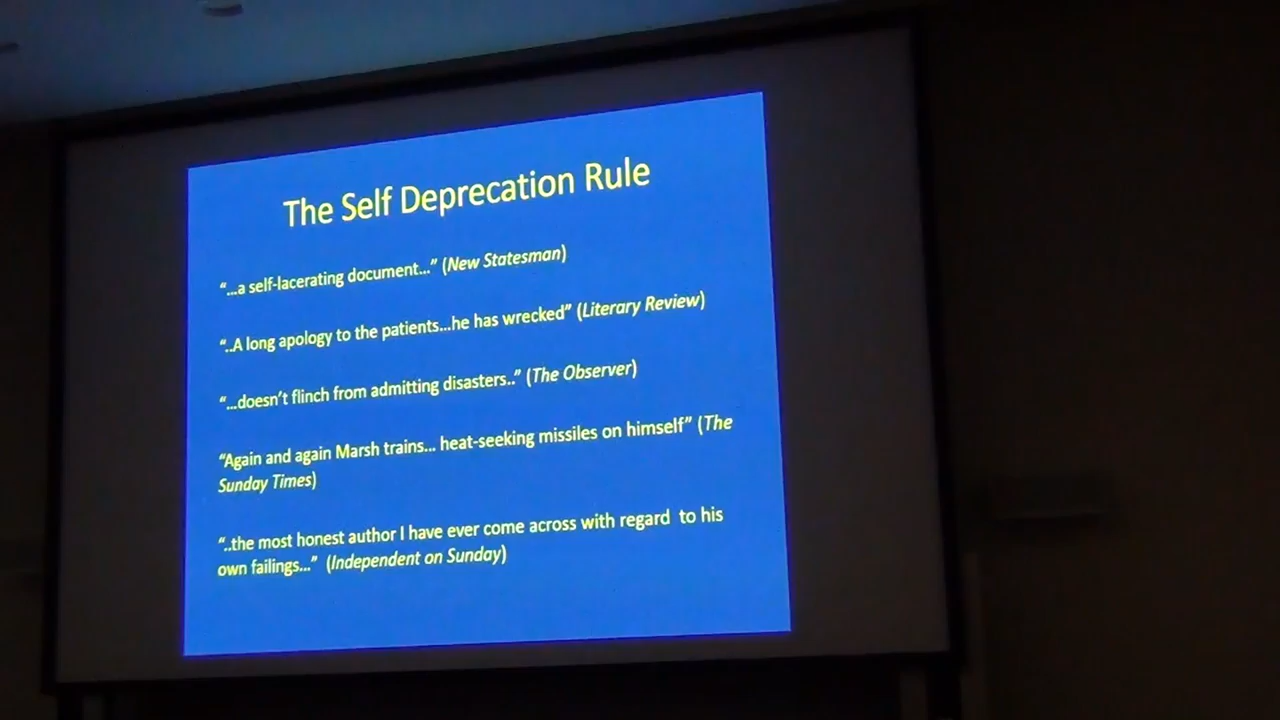 The Self Deprecation Rule
“...a self-lacerating document...” (New Statesman)
“..A long apology to the patients...he has wrecked” (Literary Review)
“...doesn’t flinch from admitting disasters..” (The Observer)
“Again and again Marsh trains... heat-seeking missiles on himself” (The
Sunday Times)
“..the most honest author I have ever come across with regard  to his
own failings...”  (Independent on Sunday)